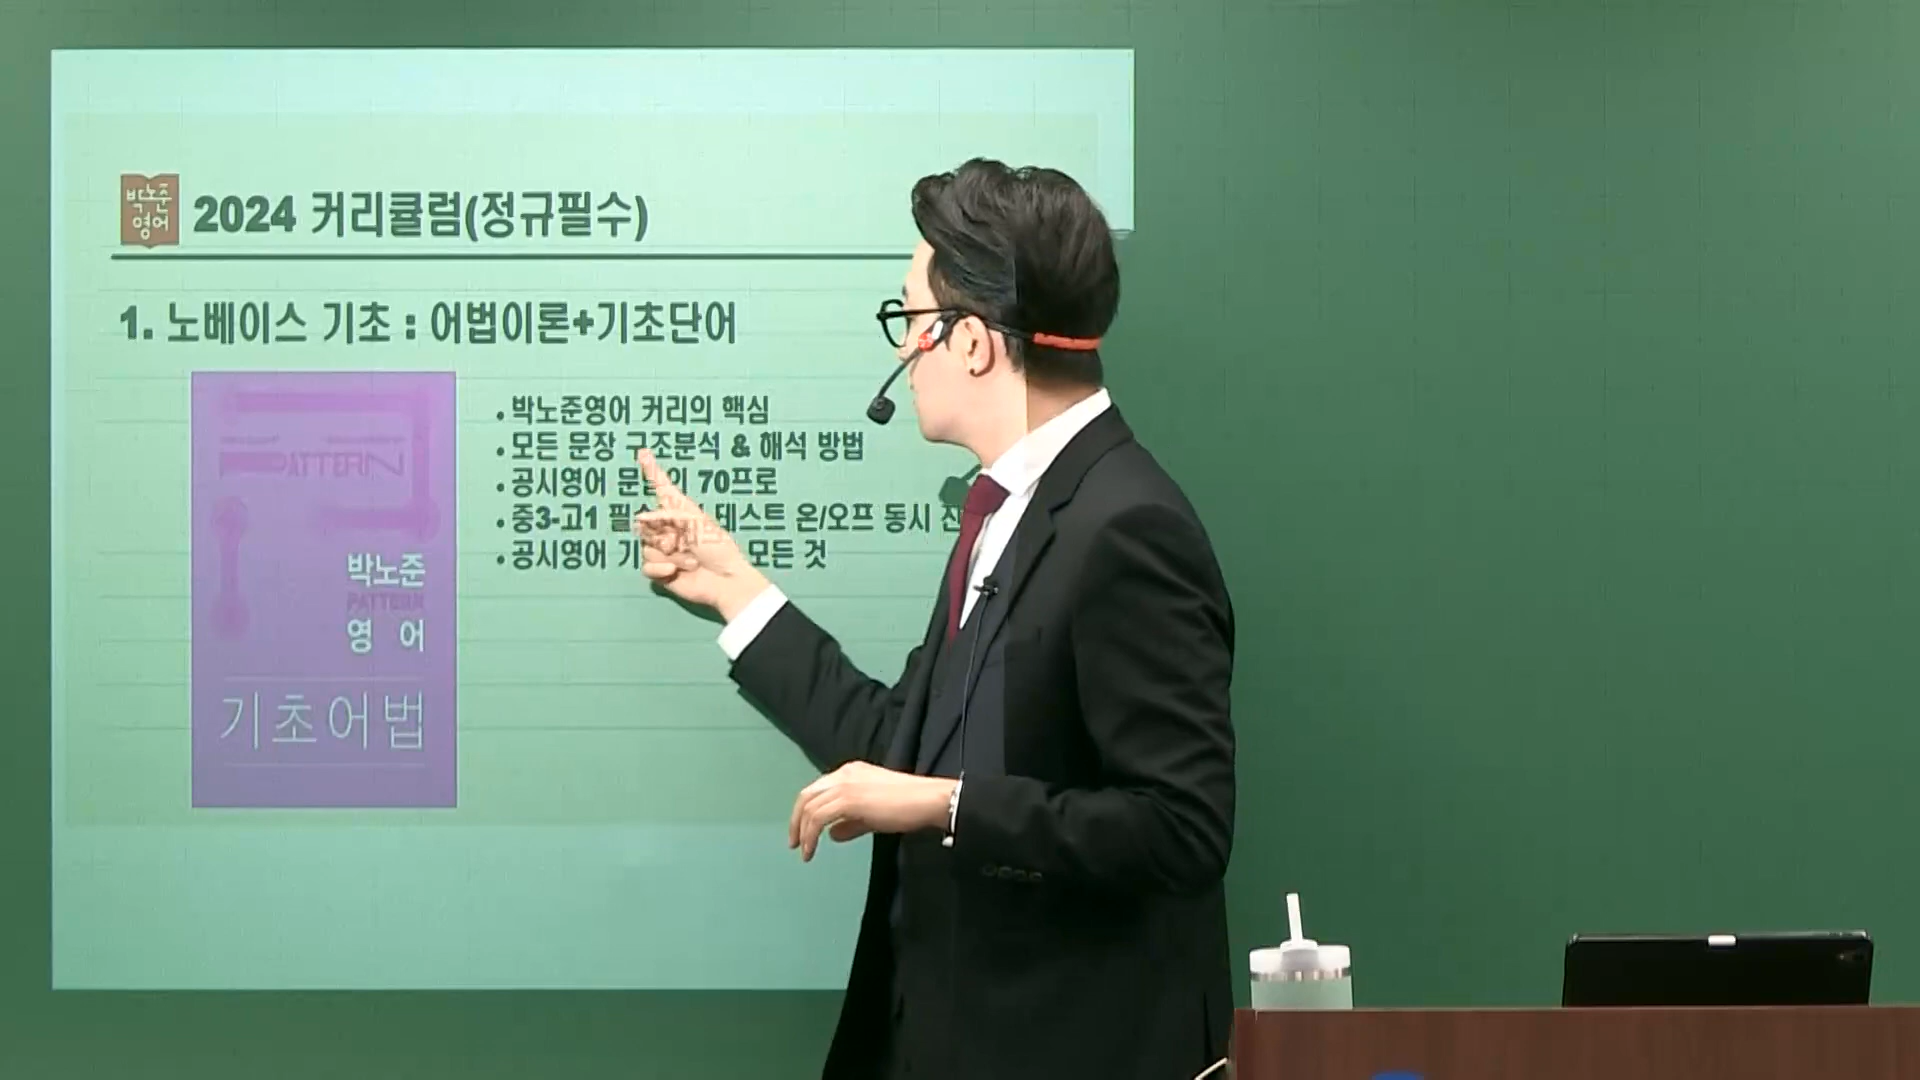 박노준
영어
2024 커리큘럼(정규필수)
1. 노베이스 기초 : 어법이론+기초단어
• 박노준영어 커리의 핵심
• 모든 문장 구조분석 & 해석 방법
• 공시영어 문법의 70프로
• 중3-고1 테스트 온/오프 동시
• 공시영어 모든 것
PATTERN
박노준
PATTERN
영 어
기초어법